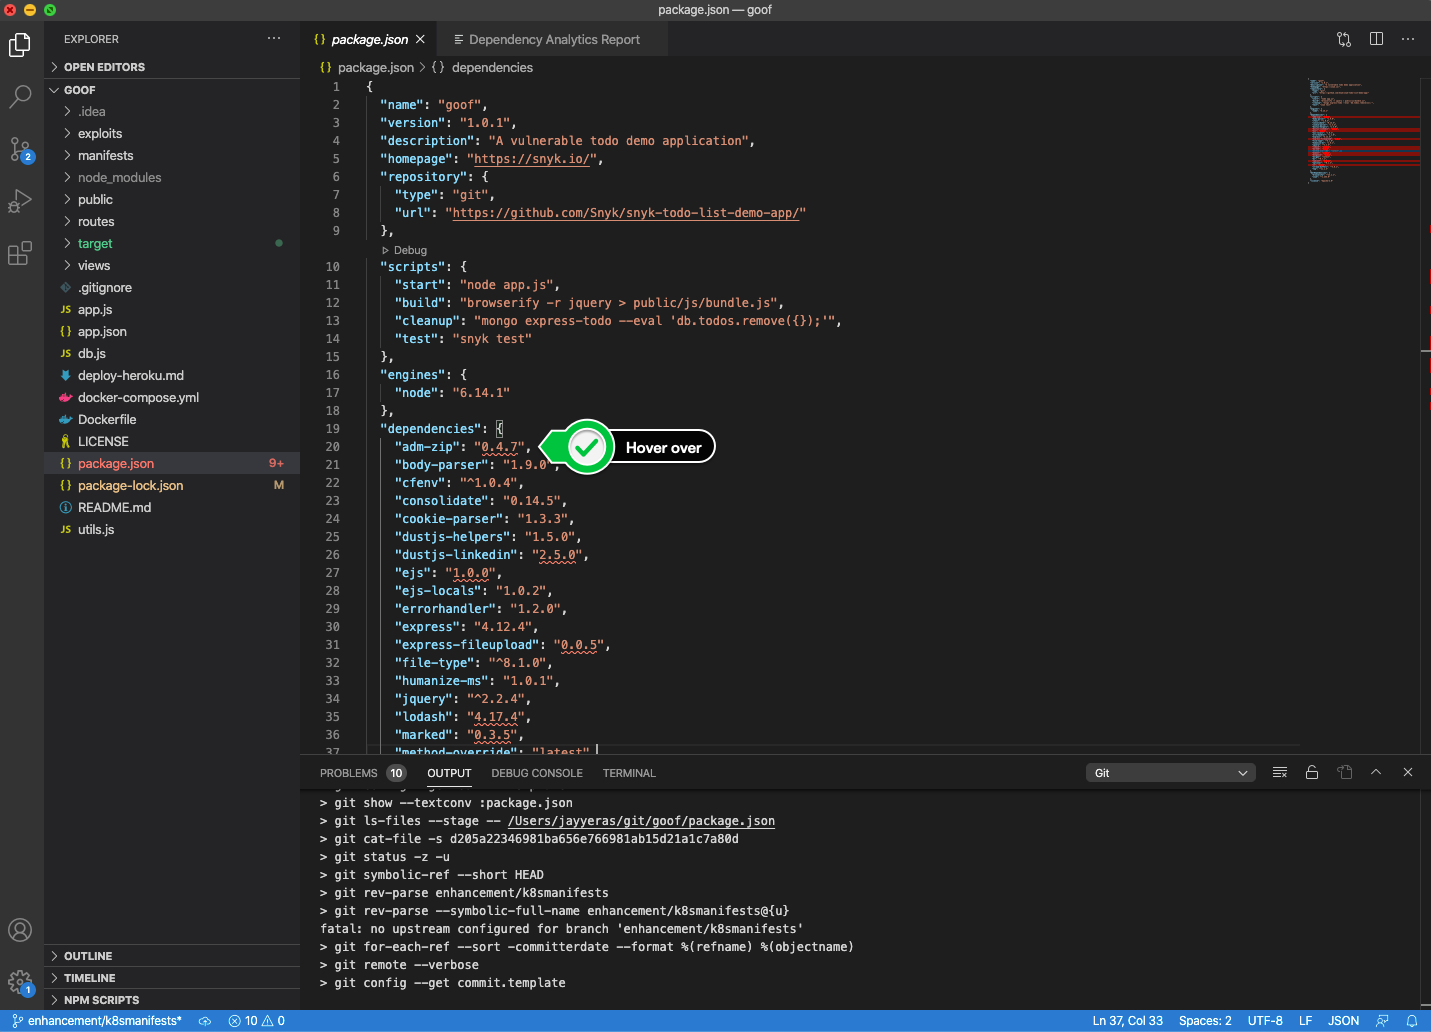 package.json — goof
EXPLORER
OPEN EDITORS
GOOF
.idea
exploits
manifests
node_modules
public
routes
target
views
.gitignore
JS app.js
{} app.json
JS db.js
deploy-heroku.md
docker-compose.yml
Dockerfile
LICENSE
{} package.json 9+
{} package-lock.json M
README.md
JS utils.js
OUTLINE
TIMELINE
NPM SCRIPTS
2
1
{} package.json
Dependency Analytics Report
{} package.json > {} dependencies
1 {
2 "name": "goof",
3 "version": "1.0.1",
4 "description": "A vulnerable todo demo application",
5 "homepage": "https://snyk.io/",
6 "repository": {
7 "type": "git",
8 "url": "https://github.com/Snyk/snyk-todo-list-demo-app/"
9 },
Debug
10 "scripts": {
11 "start": "node app.js",
12 "build": "browserify -r jquery > public/js/bundle.js",
13 "cleanup": "mongo express-todo --eval 'db.todos.remove({});'",
14 "test": "snyk test"
15 },
16 "engines": {
17 "node": "6.14.1"
18 },
19 "dependencies": {
20 "adm-zip": "0.4.7",
Hover over
21 "body-parser": "1.9.0",
22 "cfenv": "^1.0.4",
23 "consolidate": "0.14.5",
24 "cookie-parser": "1.3.3",
25 "dustjs-helpers": "1.5.0",
26 "dustjs-linkedin": "2.5.0",
27 "ejs": "1.0.0",
28 "ejs-locals": "1.0.2",
29 "errorhandler": "1.2.0",
30 "express": "4.12.4",
31 "express-fileupload": "0.0.5",
32 "file-type": "^8.1.0",
33 "humanize-ms": "1.0.1",
34 "jquery": "^2.2.4",
35 "lodash": "4.17.4",
36 "marked": "0.3.5",
37 "method-override": "latest"
PROBLEMS 10 OUTPUT DEBUG CONSOLE TERMINAL
Git
> git show --textconv :package.json
> git ls-files --stage -- /Users/jayyeras/git/goof/package.json
> git cat-file -s d205a22346981ba656e766981ab15d21a1c7a80d
> git status -z -u
> git symbolic-ref --short HEAD
> git rev-parse enhancement/k8smanifests
> git rev-parse --symbolic-full-name enhancement/k8smanifests@{u}
fatal: no upstream configured for branch 'enhancement/k8smanifests'
> git for-each-ref --sort -committerdate --format %(refname) %(objectname)
> git remote --verbose
> git config --get commit.template
enhancement/k8smanifests* 10 0
Ln 37, Col 33 Spaces: 2 UTF-8 LF JSON